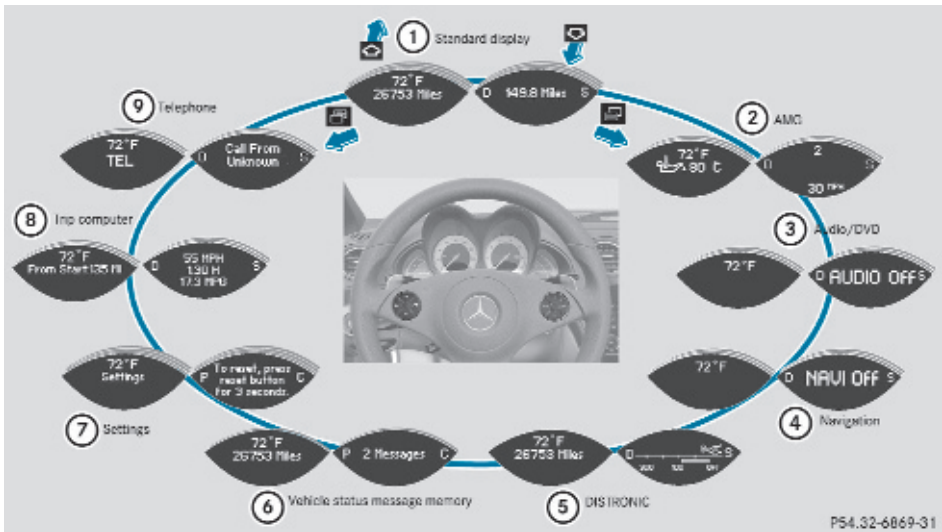 1 Standard display
72°F
26753 Miles
D 149.8 Miles S
2 AMG
72°F
80 C
D 2 S
30 MPH
3 Audio/DVD
72°F
D AUDIO OFF S
4 Navigation
72°F
D NAVI OFF S
5 DISTRONIC
72°F
26753 Miles
D S
6 Vehicle status message memory
72°F
26753 Miles
P 2 Messages C
7 Settings
72°F
Settings
To reset, press
P reset button C
for 3 seconds.
8 Trip computer
72°F
From Start 135 MI
55 MPH
D 1:30 H S
17.3 MPG
9 Telephone
72°F
TEL
Call From
D Unknown S
P54.32-6869-31